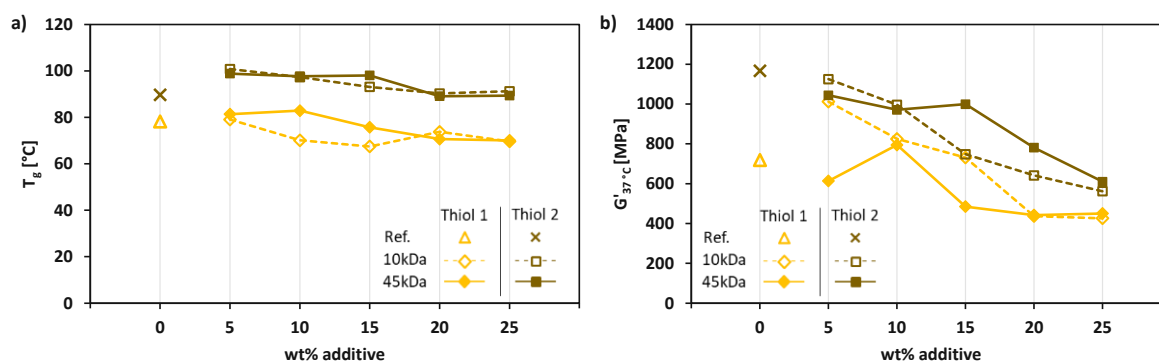 a)
T_g [°C]
120
100
80
60
40
20
0
Thiol 1 Thiol 2
Ref.
10kDa
45kDa
0 5 10 15 20 25
wt% additive
b)
G'37 °C [MPa]
1400
1200
1000
800
600
400
200
0
Thiol 1 Thiol 2
Ref.
10kDa
45kDa
0 5 10 15 20 25
wt% additive